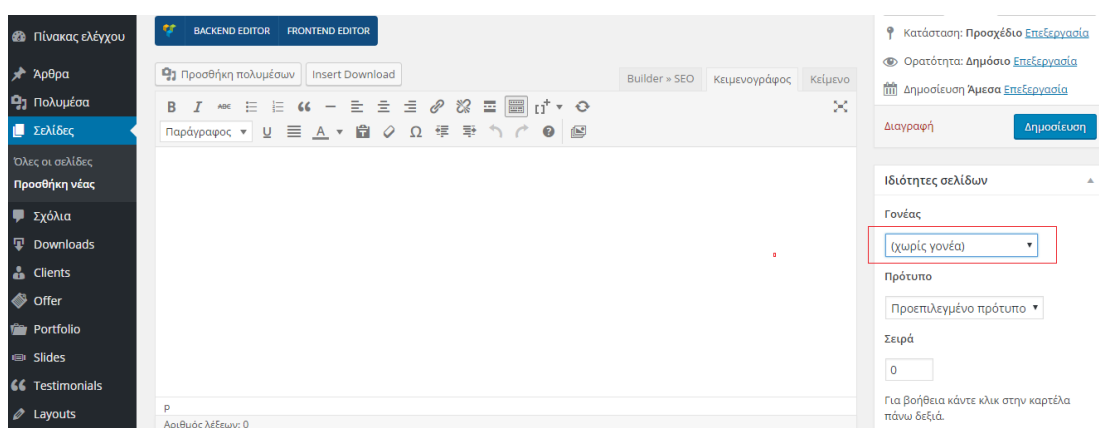 Πίνακας ελέγχου
Άρθρα
Πολυμέσα
Σελίδες
Όλες οι σελίδες
Προσθήκη νέας
Σχόλια
Downloads
Clients
Offer
Portfolio
Slides
Testimonials
Layouts
BACKEND EDITOR FRONTEND EDITOR
Προσθήκη πολυμέσων Insert Download
Builder » SEO Κειμενογράφος Κείμενο
B I ABC
Παράγραφος U A Ω
p
Αριθμός λέξεων: 0
Κατάσταση: Προσχέδιο Επεξεργασία
Ορατότητα: Δημόσιο Επεξεργασία
Δημοσίευση Άμεσα Επεξεργασία
Διαγραφή Δημοσίευση
Ιδιότητες σελίδων
Γονέας
(χωρίς γονέα)
Πρότυπο
Προεπιλεγμένο πρότυπο
Σειρά
0
Για βοήθεια κάντε κλικ στην καρτέλα
πάνω δεξιά.